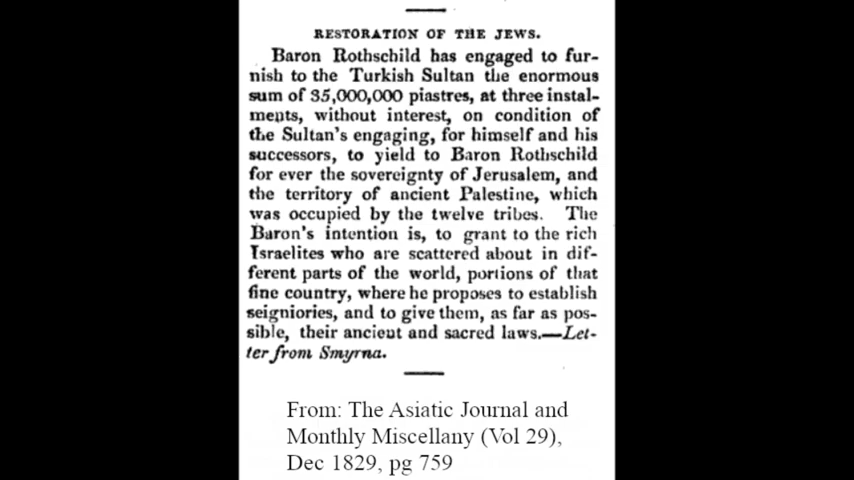 RESTORATION OF THE JEWS.
Baron Rothschild has engaged to fur-
nish to the Turkish Sultan the enormous
sum of 35,000,000 piastres, at three instal-
ments, without interest, on condition of
the Sultan's engaging, for himself and his
successors, to yield to Baron Rothschild
for ever the sovereignty of Jerusalem, and
the territory of ancient Palestine, which
was occupied by the twelve tribes. The
Baron's intention is, to grant to the rich
Israelites who are scattered about in dif-
ferent parts of the world, portions of that
fine country, where he proposes to establish
seigniories, and to give them, as far as pos-
sible, their ancient and sacred laws.—Let-
ter from Smyrna.
From: The Asiatic Journal and
Monthly Miscellany (Vol 29),
Dec 1829, pg 759